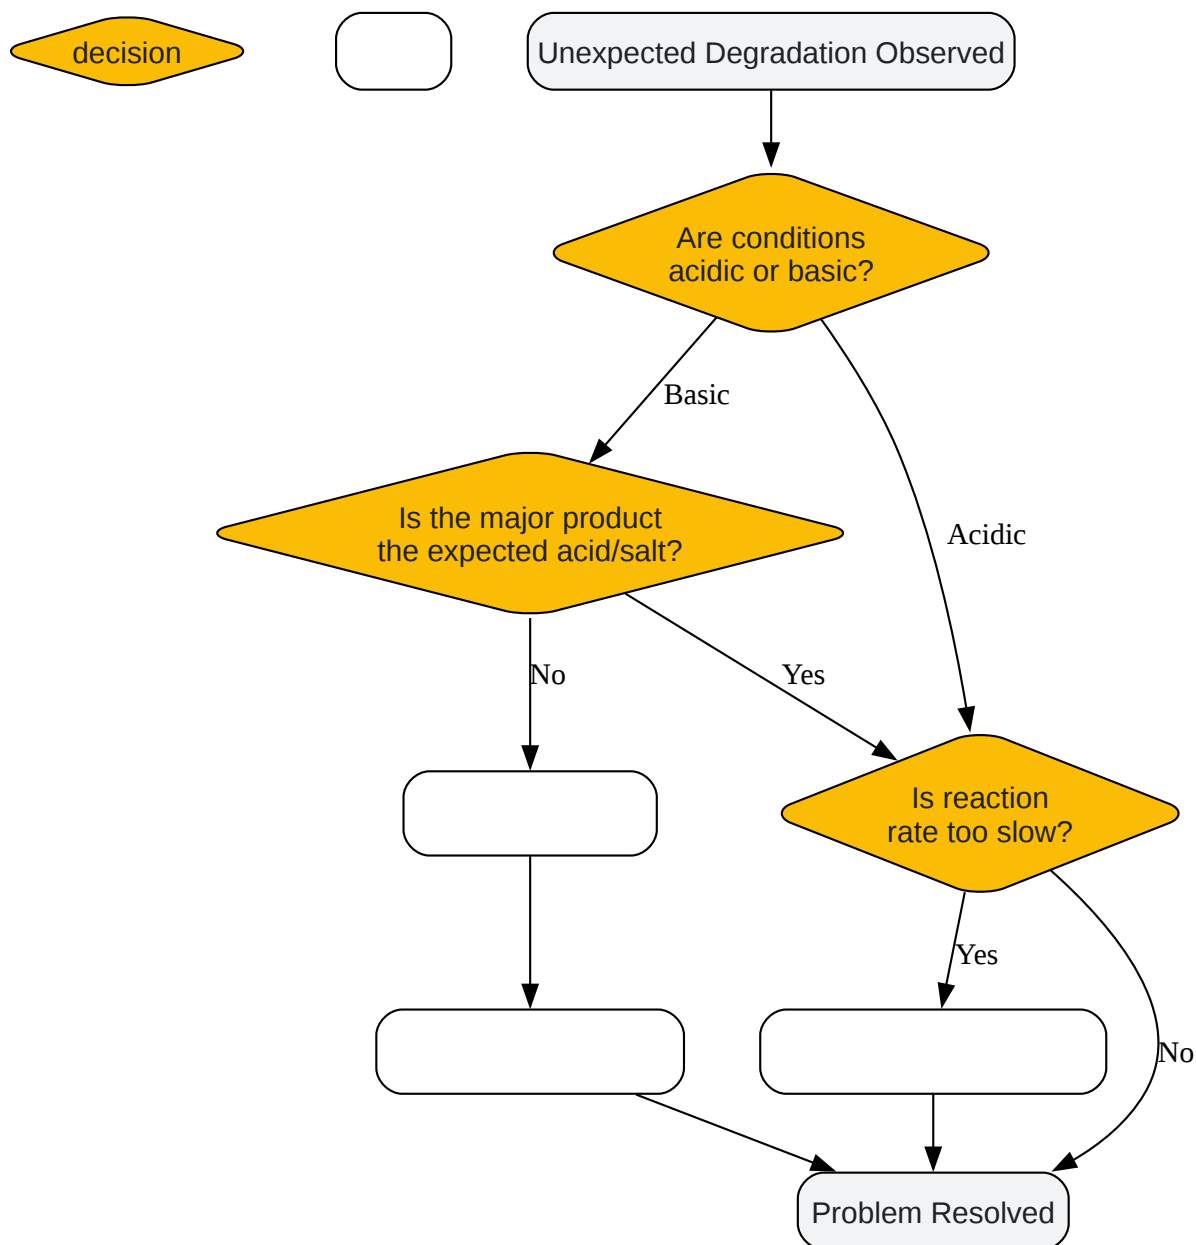 decision
Unexpected Degradation Observed
Are conditions
acidic or basic?
Basic
Acidic
Is the major product
the expected acid/salt?
No
Yes
Is reaction
rate too slow?
Yes
No
Problem Resolved